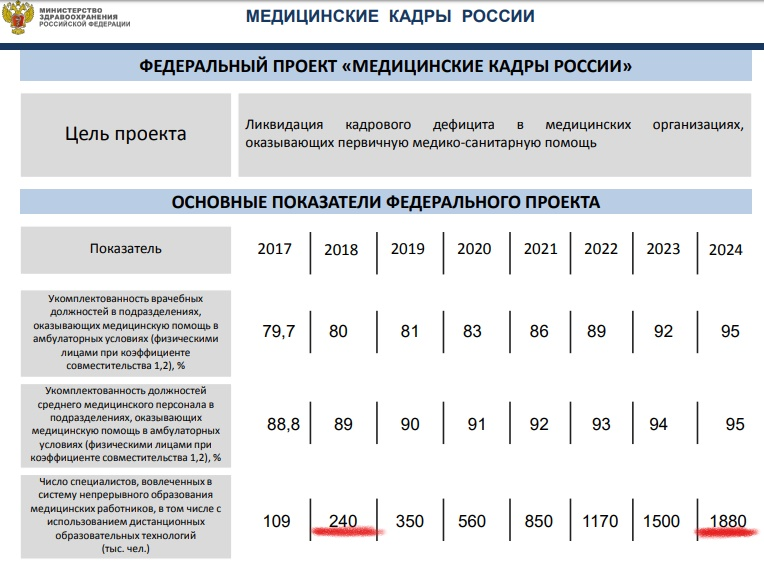 МИНИСТЕРСТВО
ЗДРАВООХРАНЕНИЯ
РОССИЙСКОЙ ФЕДЕРАЦИИ
МЕДИЦИНСКИЕ КАДРЫ РОССИИ
ФЕДЕРАЛЬНЫЙ ПРОЕКТ «МЕДИЦИНСКИЕ КАДРЫ РОССИИ»
Цель проекта
Ликвидация кадрового дефицита в медицинских организациях,
оказывающих первичную медико-санитарную помощь
ОСНОВНЫЕ ПОКАЗАТЕЛИ ФЕДЕРАЛЬНОГО ПРОЕКТА
Показатель 2017 2018 2019 2020 2021 2022 2023 2024
Укомплектованность врачебных
должностей в подразделениях,
оказывающих медицинскую помощь в
амбулаторных условиях (физическими
лицами при коэффициенте
совместительства 1,2), %
79,7 80 81 83 86 89 92 95
Укомплектованность должностей
среднего медицинского персонала в
подразделениях, оказывающих
медицинскую помощь в амбулаторных
условиях (физическими лицами при
коэффициенте совместительства 1,2), %
88,8 89 90 91 92 93 94 95
Число специалистов, вовлеченных в
систему непрерывного образования
медицинских работников, в том числе с
использованием дистанционных
образовательных технологий
(тыс. чел.)
109 240 350 560 850 1170 1500 1880